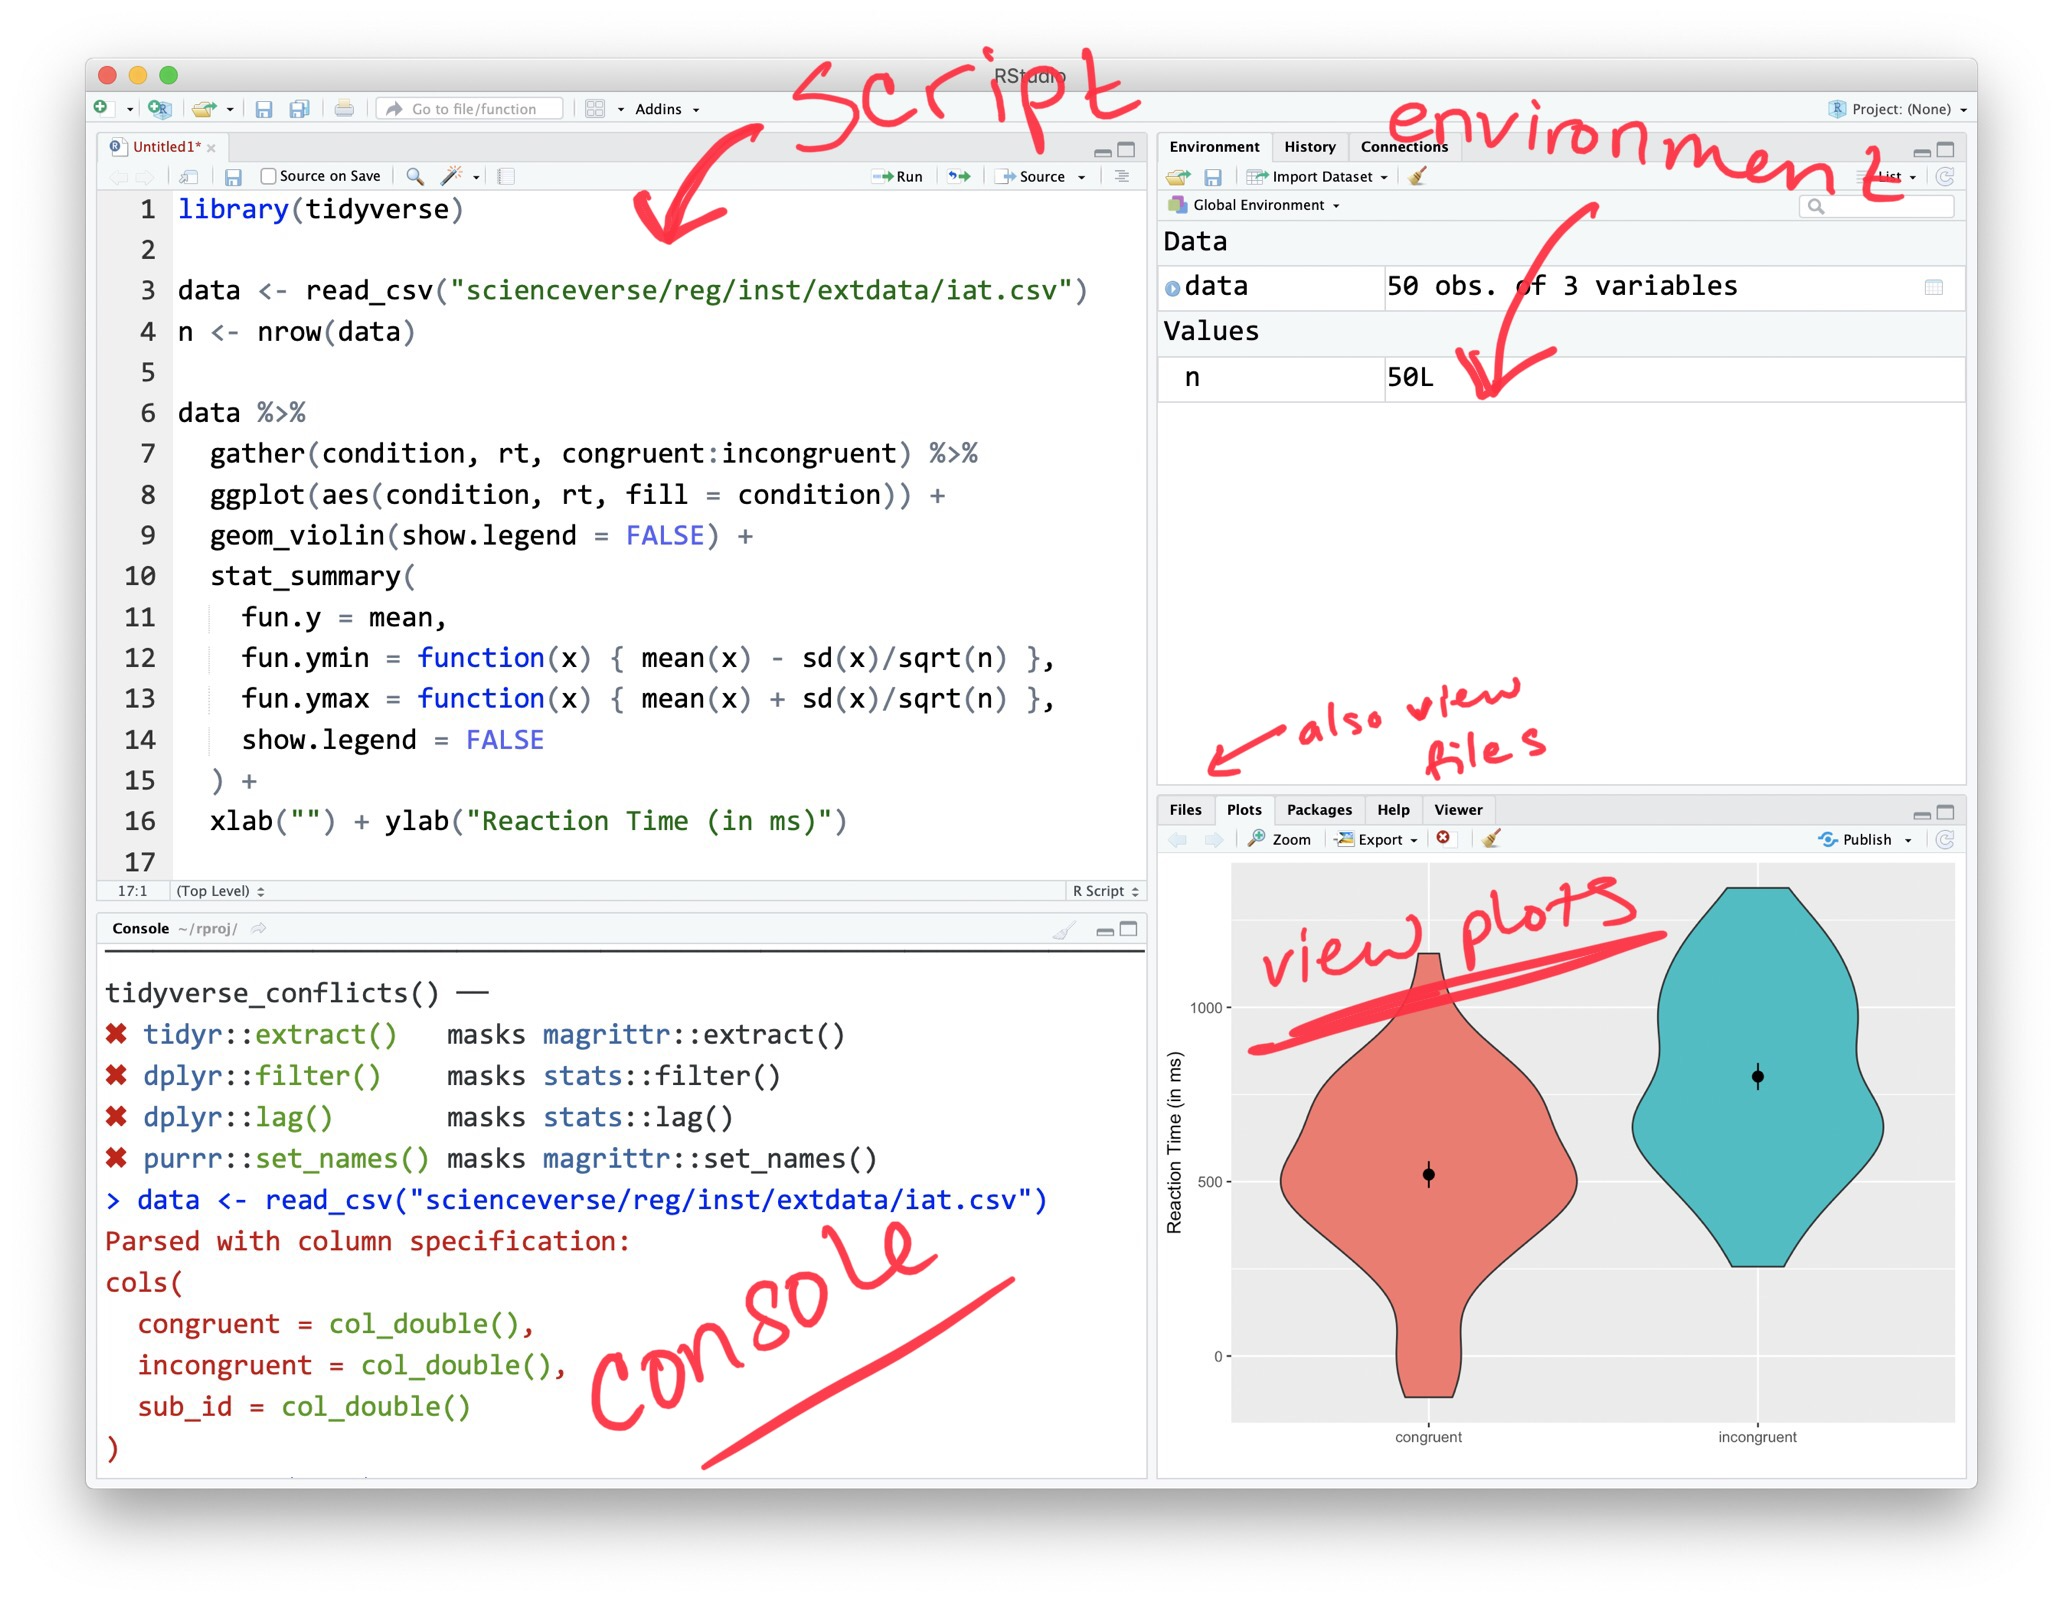 RStudio
script
Go to file/function
Addins
Project: (None)
environment
Untitled1*
Source on Save
Run
Source
1 library(tidyverse)
2
3 data <- read_csv("scienceverse/reg/inst/extdata/iat.csv")
4 n <- nrow(data)
5
6 data %>%
7 gather(condition, rt, congruent:incongruent) %>%
8 ggplot(aes(condition, rt, fill = condition)) +
9 geom_violin(show.legend = FALSE) +
10 stat_summary(
11 fun.y = mean,
12 fun.ymin = function(x) { mean(x) - sd(x)/sqrt(n) },
13 fun.ymax = function(x) { mean(x) + sd(x)/sqrt(n) },
14 show.legend = FALSE
15 ) +
16 xlab("") + ylab("Reaction Time (in ms)")
17
17:1 (Top Level) R Script
Console ~/rproj/
tidyverse_conflicts() ──
✖ tidyr::extract() masks magrittr::extract()
✖ dplyr::filter() masks stats::filter()
✖ dplyr::lag() masks stats::lag()
✖ purrr::set_names() masks magrittr::set_names()
> data <- read_csv("scienceverse/reg/inst/extdata/iat.csv")
Parsed with column specification:
cols(
congruent = col_double(),
incongruent = col_double(),
sub_id = col_double()
)
console
Environment History Connections
Import Dataset List
Global Environment
Data
data 50 obs. of 3 variables
Values
n 50L
also view
files
Files Plots Packages Help Viewer
Zoom Export Publish
view plots
Reaction Time (in ms)
1000
500
0
congruent incongruent